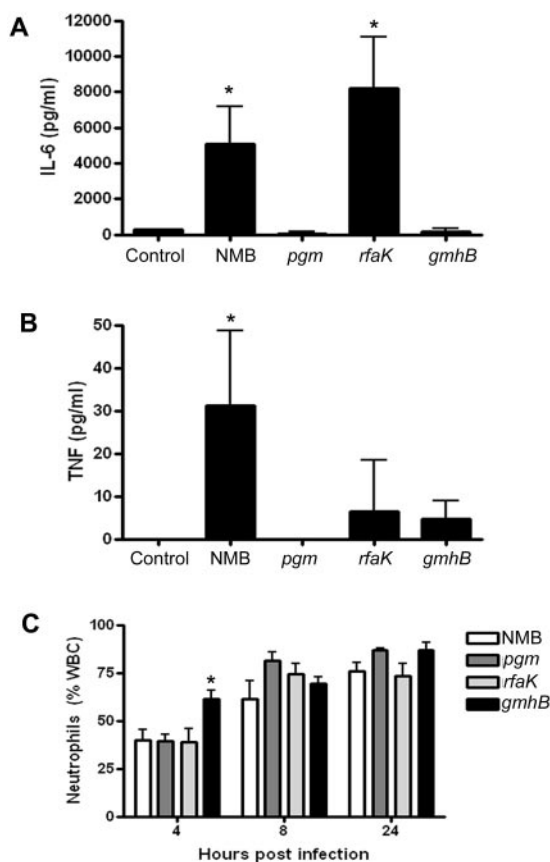 A
IL-6 (pg/ml)
12000
10000
8000
6000
4000
2000
0
*
*
Control NMB pgm rfaK gmhB
B
TNF (pg/ml)
50
40
30
20
10
0
*
Control NMB pgm rfaK gmhB
C
Neutrophils (% WBC)
100
75
50
25
0
*
4 8 24
Hours post infection
NMB
pgm
rfaK
gmhB